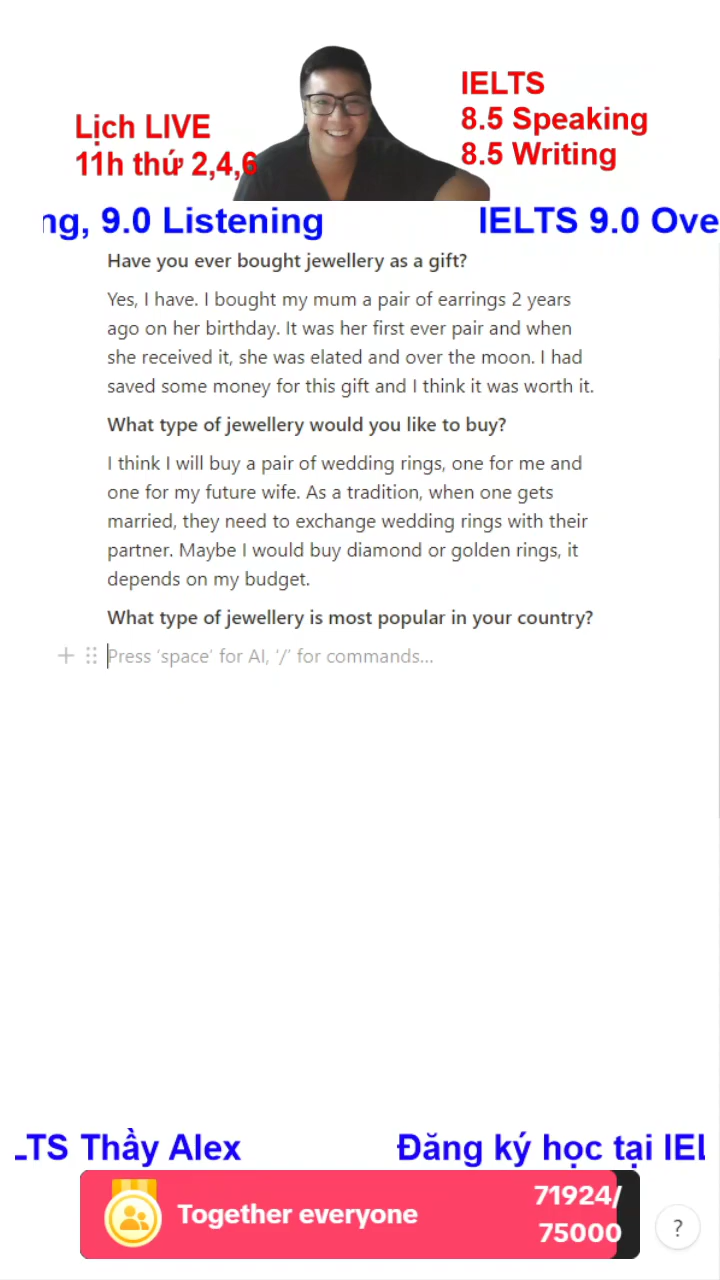 Lịch LIVE
11h thứ 2,4,6
IELTS
8.5 Speaking
8.5 Writing
ng, 9.0 Listening IELTS 9.0 Ove
Have you ever bought jewellery as a gift?
Yes, I have. I bought my mum a pair of earrings 2 years
ago on her birthday. It was her first ever pair and when
she received it, she was elated and over the moon. I had
saved some money for this gift and I think it was worth it.
What type of jewellery would you like to buy?
I think I will buy a pair of wedding rings, one for me and
one for my future wife. As a tradition, when one gets
married, they need to exchange wedding rings with their
partner. Maybe I would buy diamond or golden rings, it
depends on my budget.
What type of jewellery is most popular in your country?
Press ‘space’ for AI, ‘/’ for commands…
LTS Thầy Alex Đăng ký học tại IEL
Together everyone
71924/
75000
?